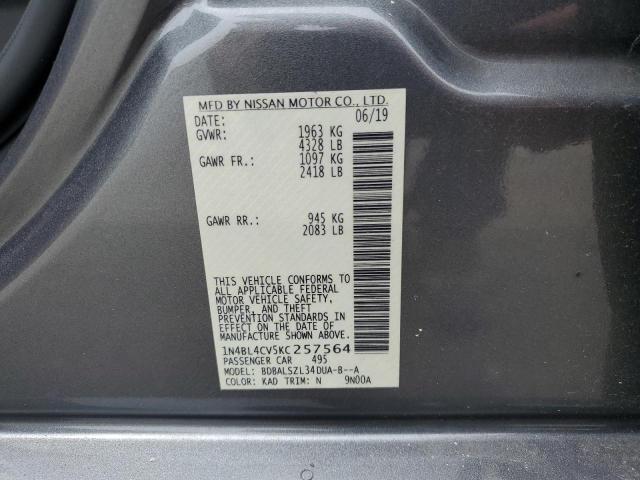 MFD BY NISSAN MOTOR CO., LTD.
DATE: 06/19
GVWR: 1963 KG
4328 LB
GAWR FR.: 1097 KG
2418 LB
GAWR RR.: 945 KG
2083 LB
THIS VEHICLE CONFORMS TO
ALL APPLICABLE FEDERAL
MOTOR VEHICLE SAFETY,
BUMPER, AND THEFT
PREVENTION STANDARDS IN
EFFECT ON THE DATE OF
MANUFACTURE SHOWN ABOVE.
1N4BL4CV5KC257564
PASSENGER CAR 495
MODEL: BDBALSZL34DUA-B--A
COLOR: KAD TRIM: N 9N00A